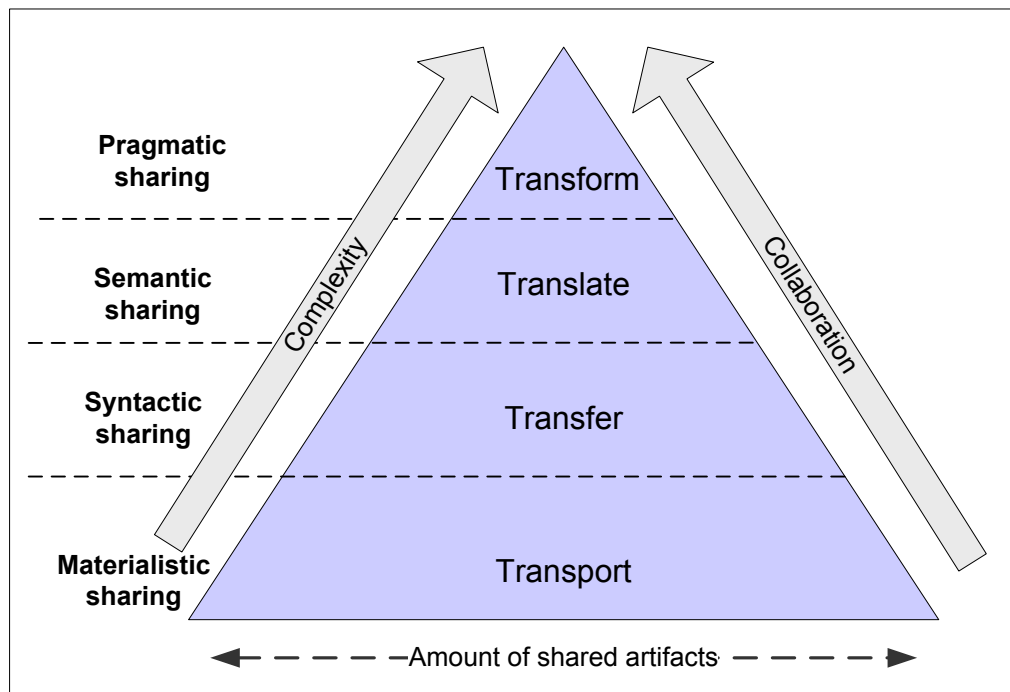 Pragmatic
sharing
Transform
Semantic
sharing
Translate
Syntactic
sharing
Transfer
Materialistic
sharing
Transport
Complexity
Collaboration
Amount of shared artifacts